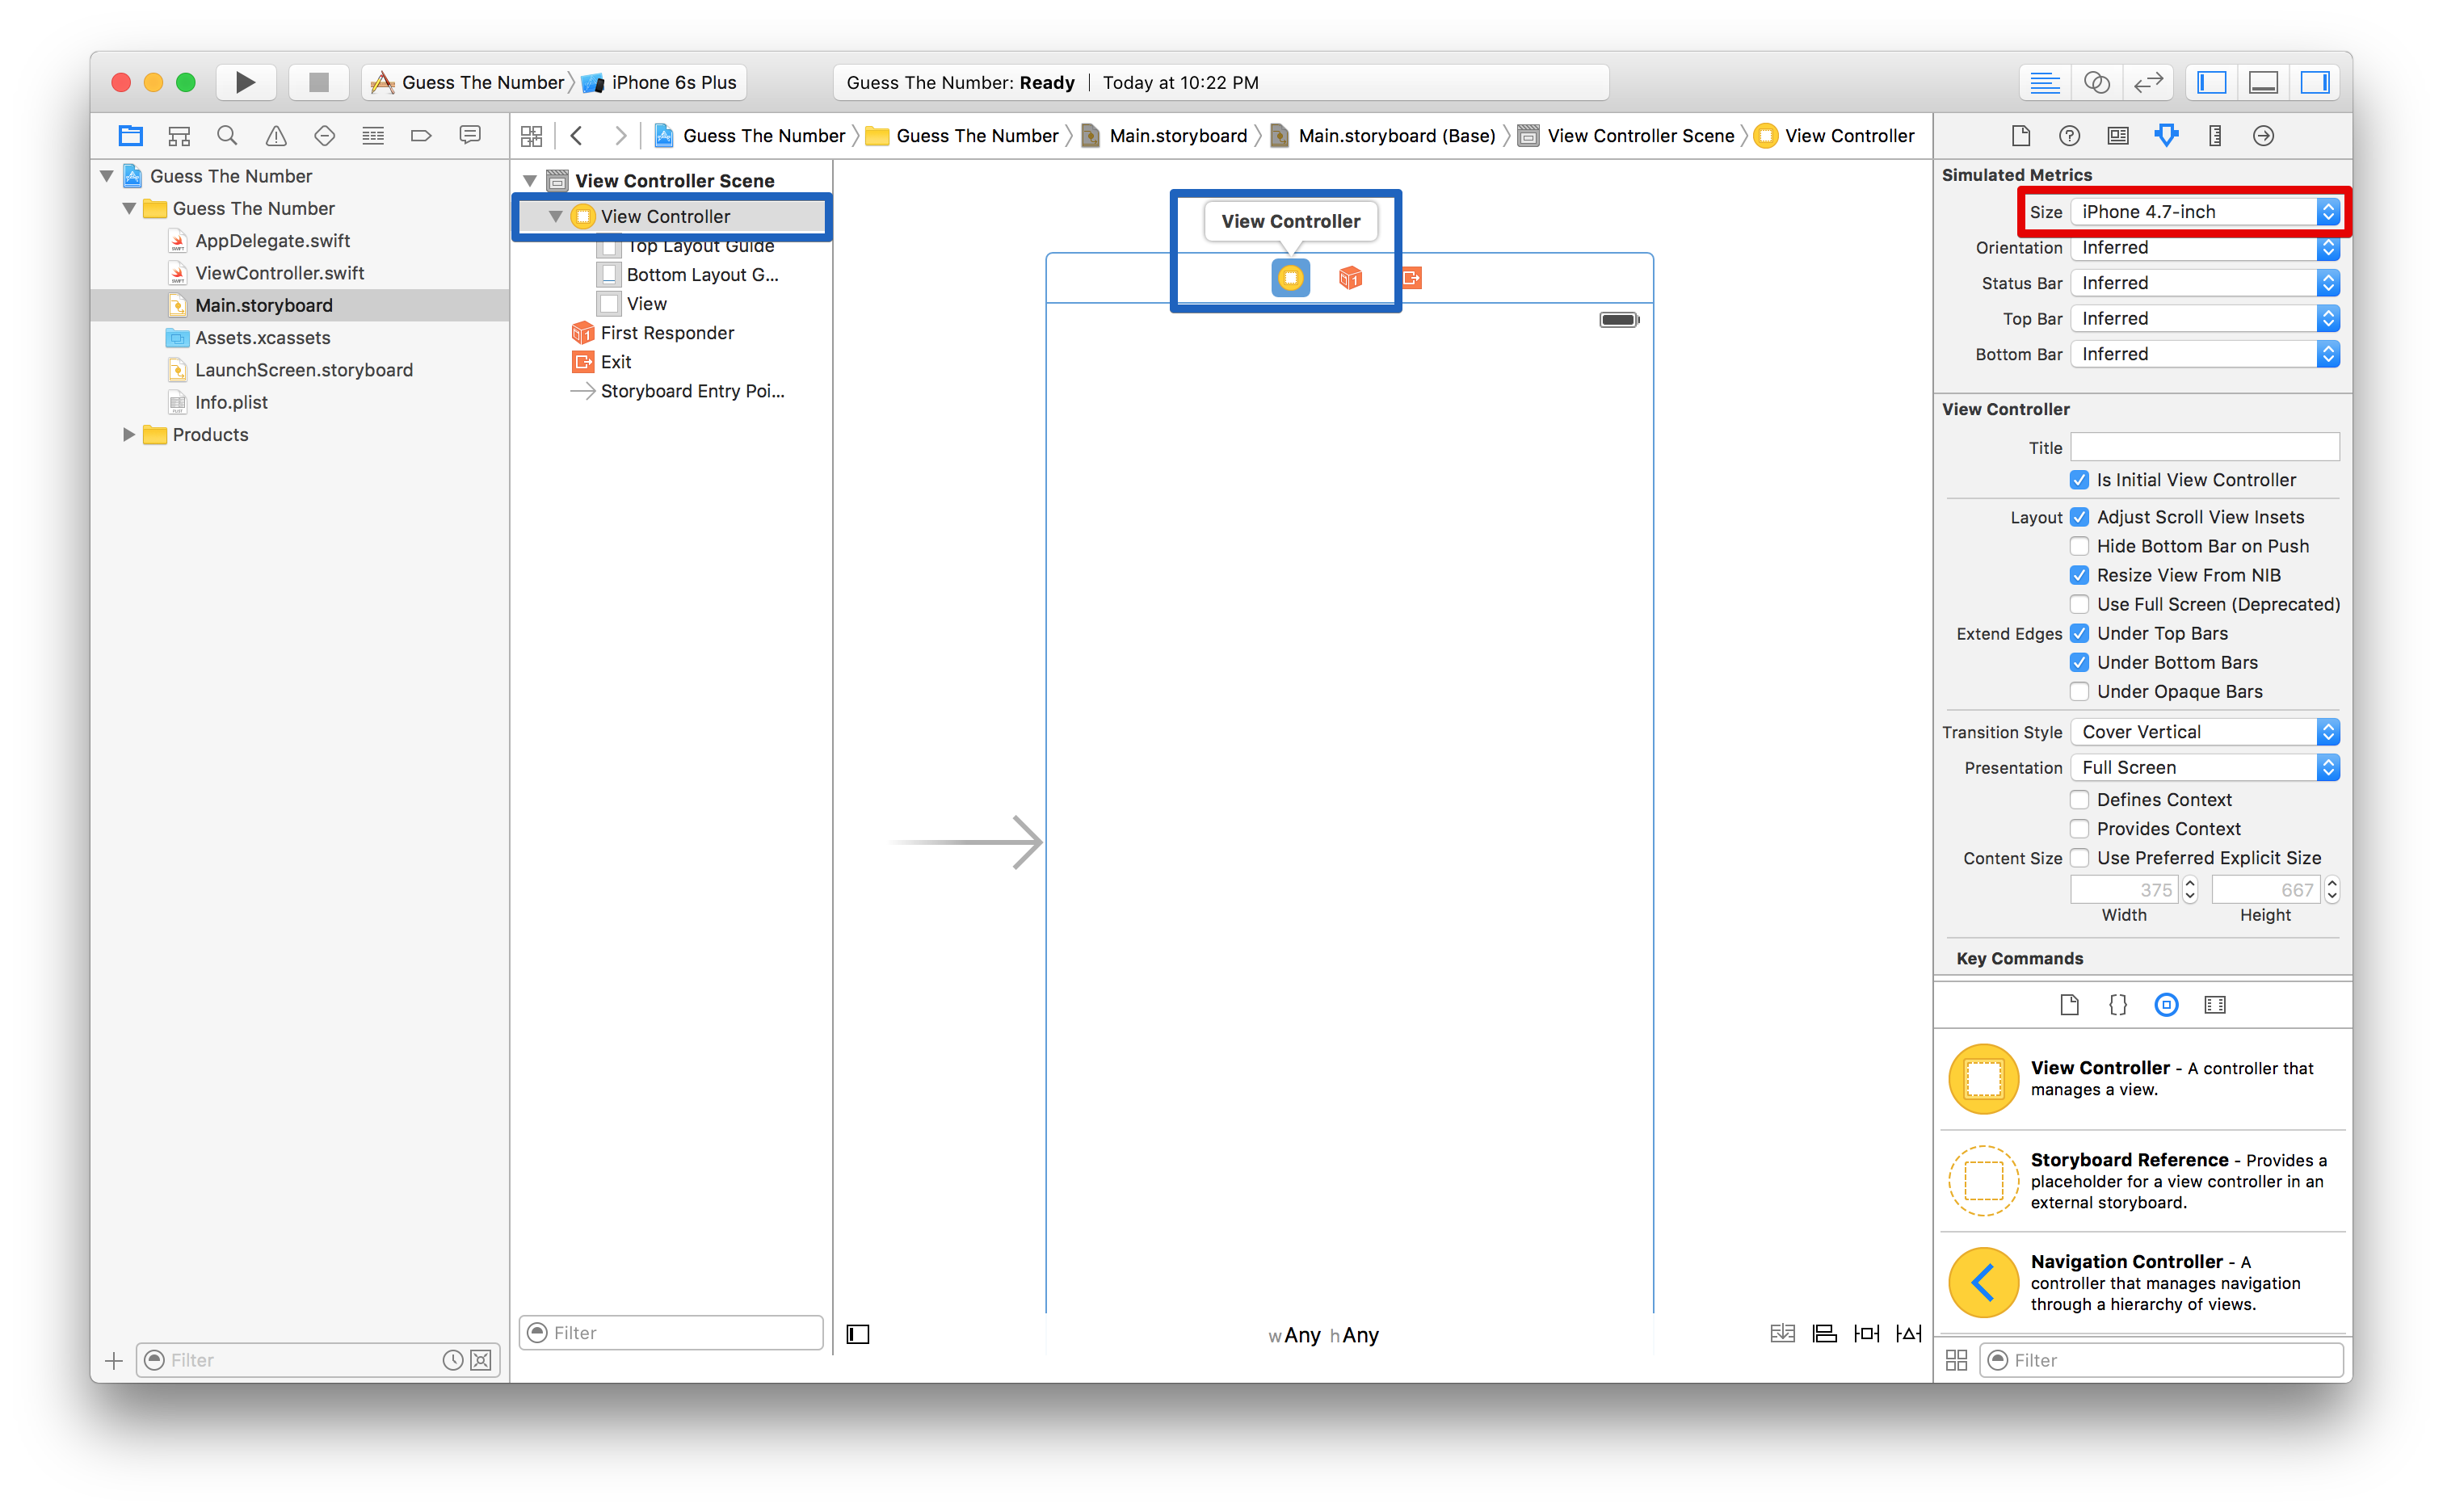 Guess The Number
iPhone 6s Plus
Guess The Number: Ready | Today at 10:22 PM
Guess The Number
Guess The Number
Main.storyboard
Main.storyboard (Base)
View Controller Scene
View Controller
Guess The Number
Guess The Number
AppDelegate.swift
ViewController.swift
Main.storyboard
Assets.xcassets
LaunchScreen.storyboard
Info.plist
Products
Filter
View Controller Scene
View Controller
Top Layout Guide
Bottom Layout G...
View
First Responder
Exit
Storyboard Entry Poi...
Filter
View Controller
wAny hAny
Simulated Metrics
Size iPhone 4.7-inch
Orientation Inferred
Status Bar Inferred
Top Bar Inferred
Bottom Bar Inferred
View Controller
Title
Is Initial View Controller
Layout Adjust Scroll View Insets
Hide Bottom Bar on Push
Resize View From NIB
Use Full Screen (Deprecated)
Extend Edges Under Top Bars
Under Bottom Bars
Under Opaque Bars
Transition Style Cover Vertical
Presentation Full Screen
Defines Context
Provides Context
Content Size Use Preferred Explicit Size
375 667
Width Height
Key Commands
View Controller - A controller that
manages a view.
Storyboard Reference - Provides a
placeholder for a view controller in an
external storyboard.
Navigation Controller - A
controller that manages navigation
through a hierarchy of views.
Filter